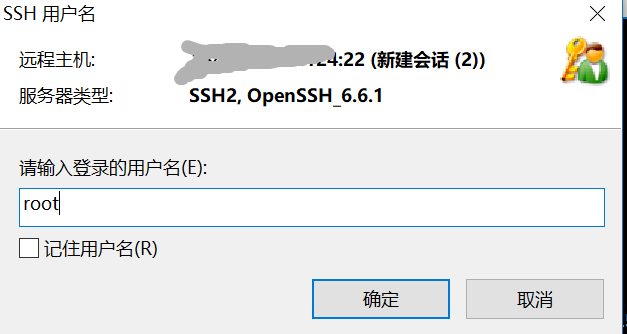 SSH 用户名
远程主机:
24:22 (新建会话 (2))
服务器类型:
SSH2, OpenSSH_6.6.1
请输入登录的用户名(E):
root
记住用户名(R)
确定
取消